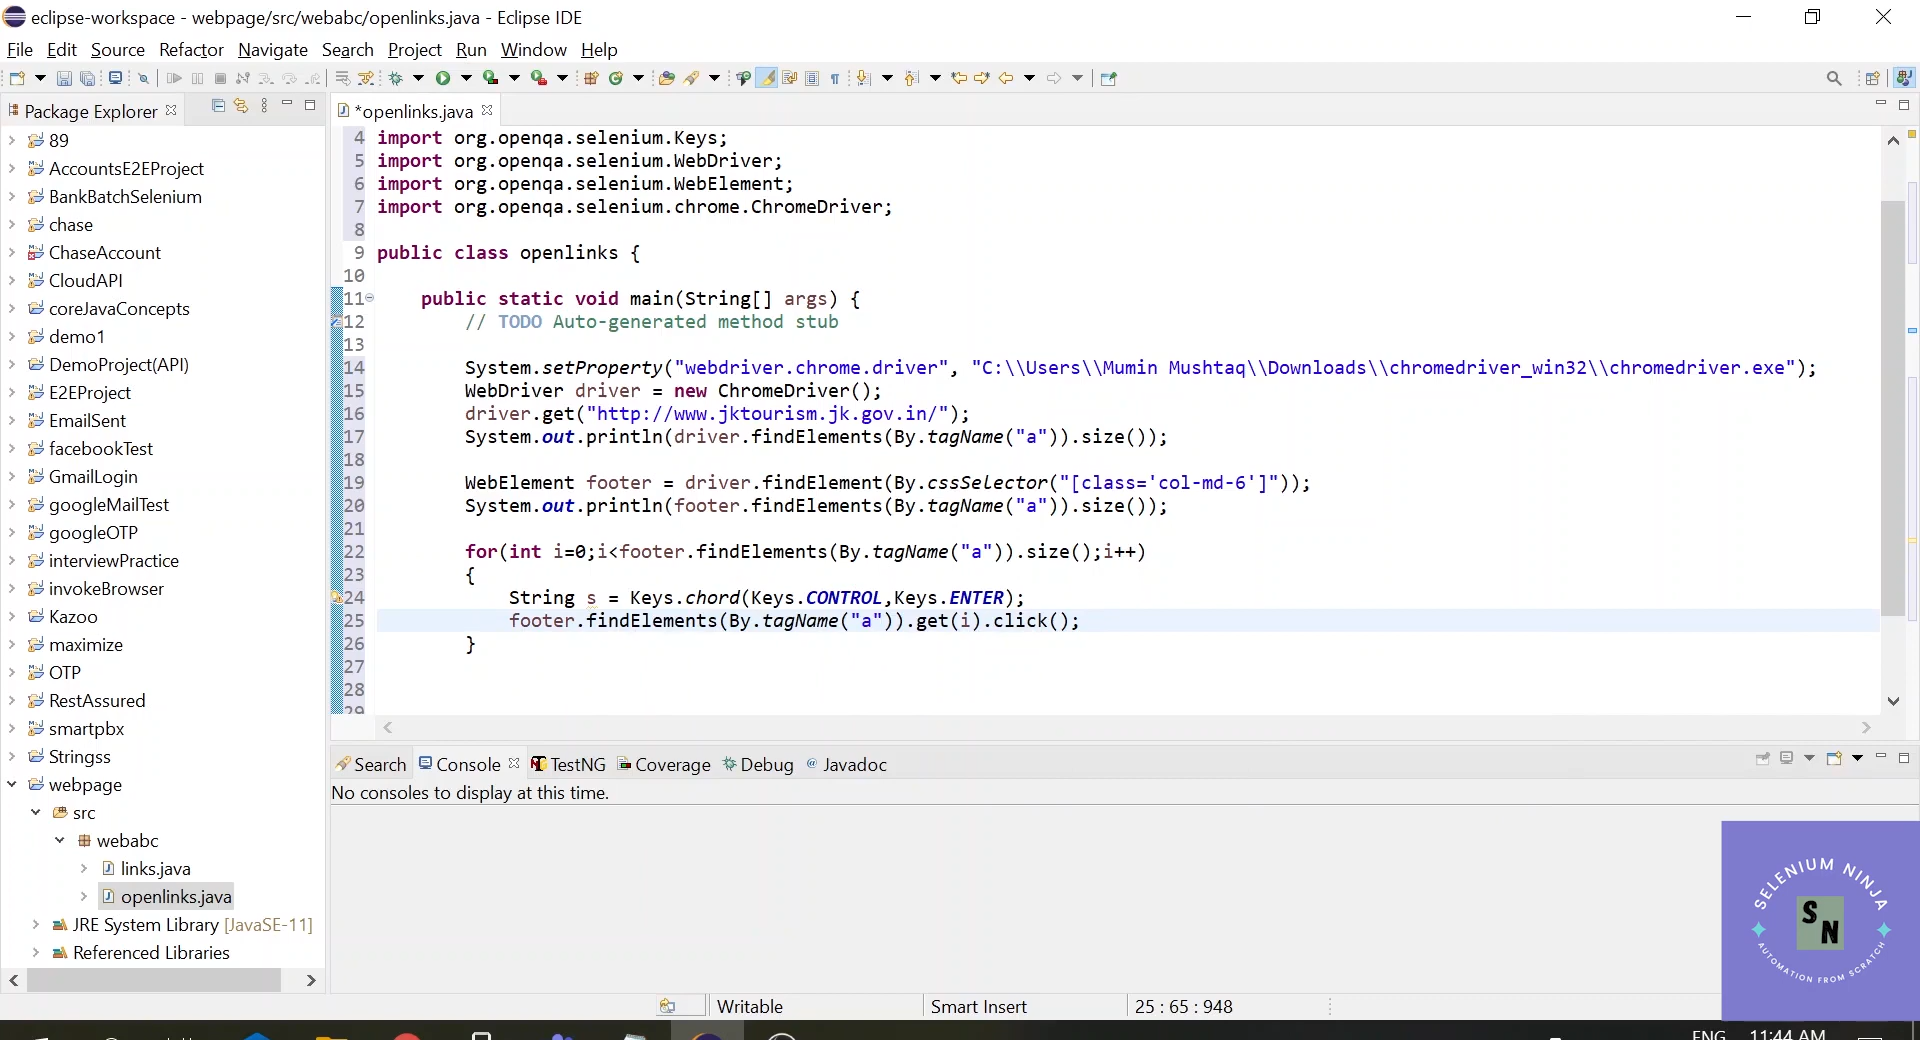 eclipse-workspace - webpage/src/webabc/openlinks.java - Eclipse IDE
File Edit Source Refactor Navigate Search Project Run Window Help
Package Explorer
*openlinks.java
89
AccountsE2EProject
BankBatchSelenium
chase
ChaseAccount
CloudAPI
coreJavaConcepts
demo1
DemoProject(API)
E2EProject
EmailSent
facebookTest
GmailLogin
googleMailTest
googleOTP
interviewPractice
invokeBrowser
Kazoo
maximize
OTP
RestAssured
smartpbx
Stringss
webpage
src
webabc
links.java
openlinks.java
JRE System Library [JavaSE-11]
Referenced Libraries
4 import org.openqa.selenium.Keys;
5 import org.openqa.selenium.WebDriver;
6 import org.openqa.selenium.WebElement;
7 import org.openqa.selenium.chrome.ChromeDriver;
8
9 public class openlinks {
10
11 public static void main(String[] args) {
12 // TODO Auto-generated method stub
13
14 System.setProperty("webdriver.chrome.driver", "C:\\Users\\Mumin Mushtaq\\Downloads\\chromedriver_win32\\chromedriver.exe");
15 WebDriver driver = new ChromeDriver();
16 driver.get("http://www.jktourism.jk.gov.in/");
17 System.out.println(driver.findElements(By.tagName("a")).size());
18
19 WebElement footer = driver.findElement(By.cssSelector("[class='col-md-6']"));
20 System.out.println(footer.findElements(By.tagName("a")).size());
21
22 for(int i=0;i<footer.findElements(By.tagName("a")).size();i++)
23 {
24 String s = Keys.chord(Keys.CONTROL,Keys.ENTER);
25 footer.findElements(By.tagName("a")).get(i).click();
26 }
27
28
29
Search Console TestNG Coverage Debug @ Javadoc
No consoles to display at this time.
SELENIUM NINJA
S
N
AUTOMATION FROM SCRATCH
Writable Smart Insert 25 : 65 : 948
ENG 11:44 AM